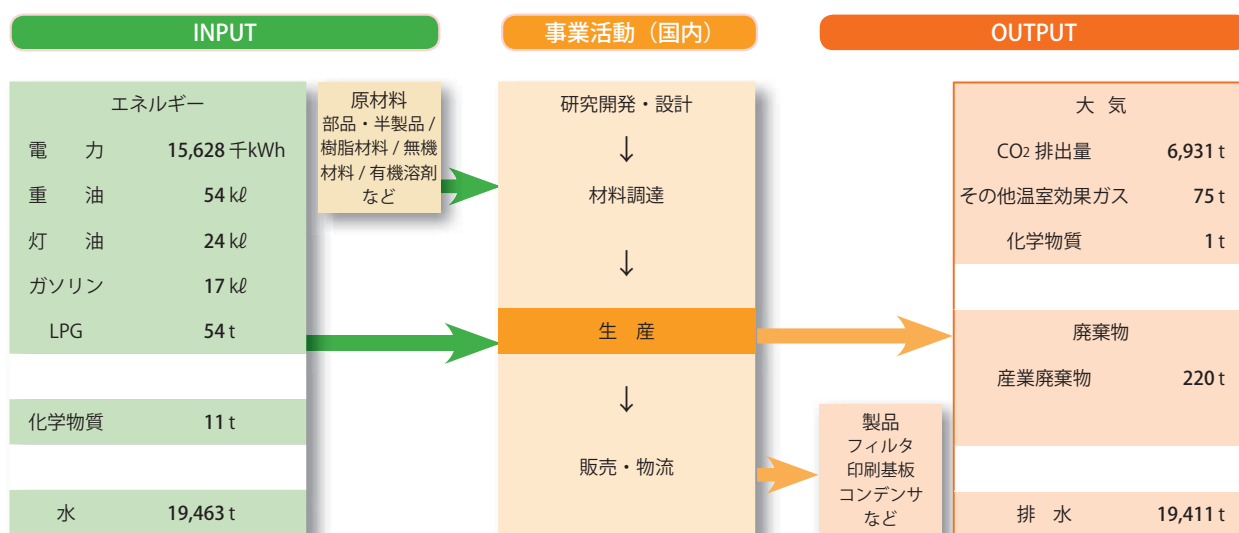 INPUT
事業活動（国内）
OUTPUT
エネルギー
電 力 15,628 千kWh
重 油 54 kℓ
灯 油 24 kℓ
ガソリン 17 kℓ
LPG 54 t
化学物質 11 t
水 19,463 t
原材料
部品・半製品 /
樹脂材料 / 無機
材料 / 有機溶剤
など
研究開発・設計
↓
材料調達
↓
生 産
↓
販売・物流
製品
フィルタ
印刷基板
コンデンサ
など
大 気
CO2 排出量 6,931 t
その他温室効果ガス 75 t
化学物質 1 t
廃棄物
産業廃棄物 220 t
排 水 19,411 t